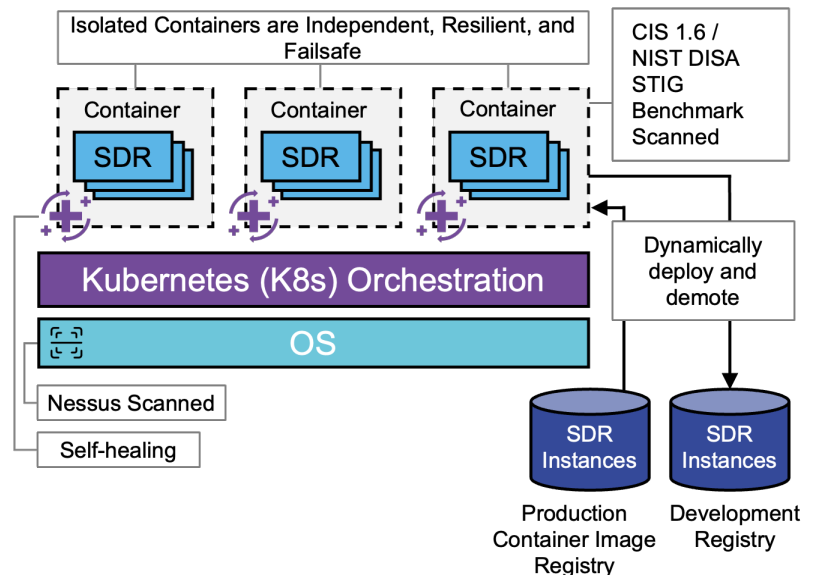 Isolated Containers are Independent, Resilient, and
Failsafe
CIS 1.6 /
NIST DISA
STIG
Benchmark
Scanned
Container
Container
Container
SDR
SDR
SDR
Dynamically
deploy and
demote
Kubernetes (K8s) Orchestration
OS
Nessus Scanned
Self-healing
SDR
Instances
SDR
Instances
Production
Container Image
Registry
Development
Registry